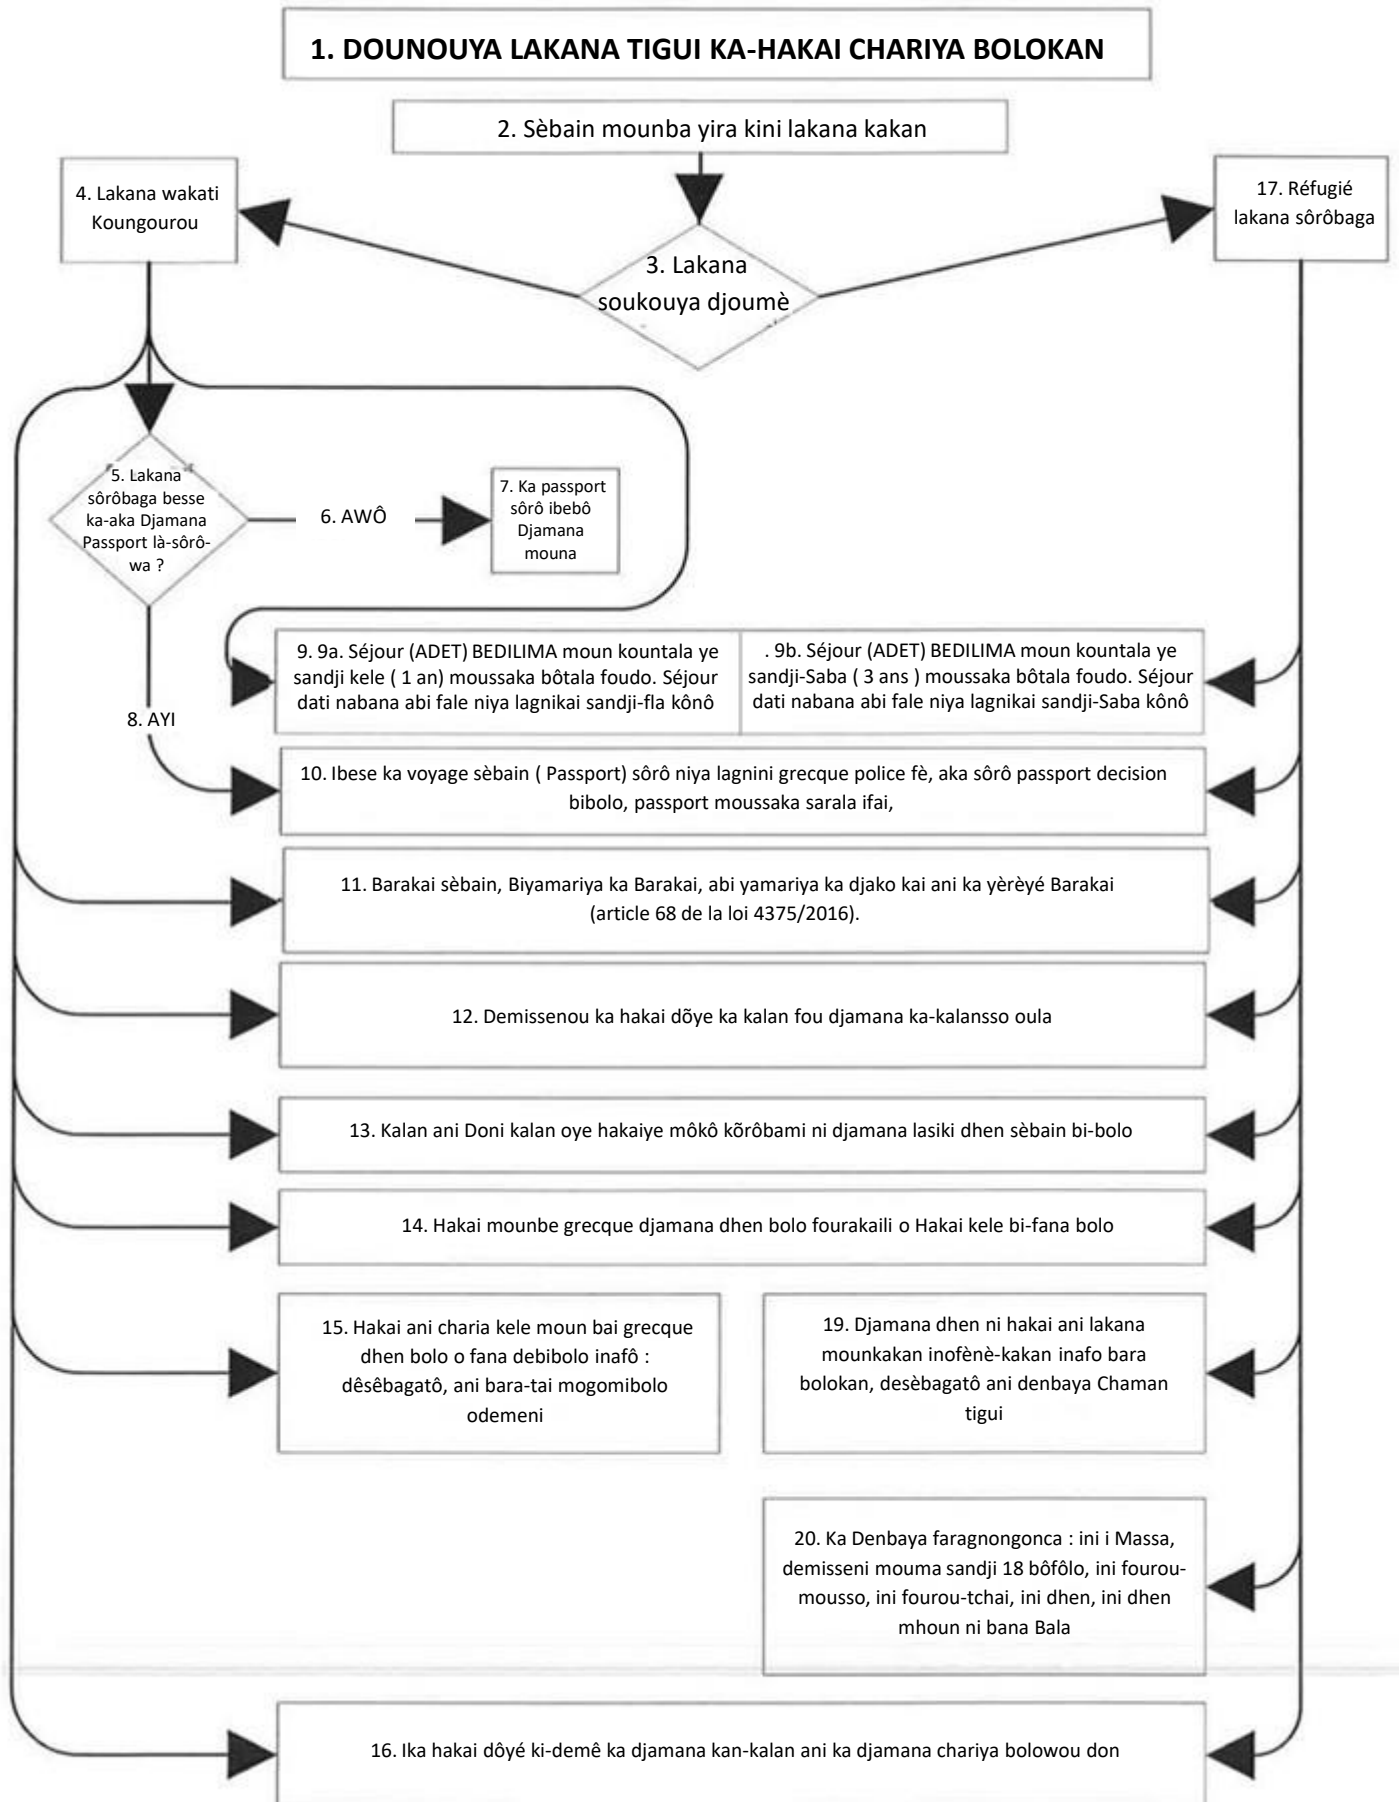 1. DOUNOUYA LAKANA TIGUI KA-HAKAI CHARIYA BOLOKAN
2. Sèbain mounba yira kini lakana kakan
4. Lakana wakati
Koungourou
17. Réfugié
lakana sôrôbaga
3. Lakana
soukouya djoumè
5. Lakana
sôrôbaga besse
ka-aka Djamana
Passport là-sôrô-
wa ?
6. AWÔ
7. Ka passport
sôrô ibebô
Djamana
mouna
8. AYI
9. 9a. Séjour (ADET) BEDILIMA moun kountala ye
sandji kele ( 1 an) moussaka bôtala foudo. Séjour
dati nabana abi fale niya lagnikai sandji-fla kônô
. 9b. Séjour (ADET) BEDILIMA moun kountala ye
sandji-Saba ( 3 ans ) moussaka bôtala foudo. Séjour
dati nabana abi fale niya lagnikai sandji-Saba kônô
10. Ibese ka voyage sèbain ( Passport) sôrô niya lagnini grecque police fè, aka sôrô passport decision
bibolo, passport moussaka sarala ifai,
11. Barakai sèbain, Biyamariya ka Barakai, abi yamariya ka djako kai ani ka yèrèyé Barakai
(article 68 de la loi 4375/2016).
12. Demissenou ka hakai dõye ka kalan fou djamana ka-kalansso oula
13. Kalan ani Doni kalan oye hakaiye môkô kõrôbami ni djamana lasiki dhen sèbain bi-bolo
14. Hakai mounbe grecque djamana dhen bolo fourakaili o Hakai kele bi-fana bolo
15. Hakai ani charia kele moun bai grecque
dhen bolo o fana debibolo inafô :
dêsêbagatô, ani bara-tai mogomibolo
odemeni
19. Djamana dhen ni hakai ani lakana
mounkakan inofènè-kakan inafo bara
bolokan, desèbagatô ani denbaya Chaman
tigui
20. Ka Denbaya faragnongonca : ini i Massa,
demisseni mouma sandji 18 bôfôlo, ini fourou-
mousso, ini fourou-tchai, ini dhen, ini dhen
mhoun ni bana Bala
16. Ika hakai dôyé ki-demê ka djamana kan-kalan ani ka djamana chariya bolowou don